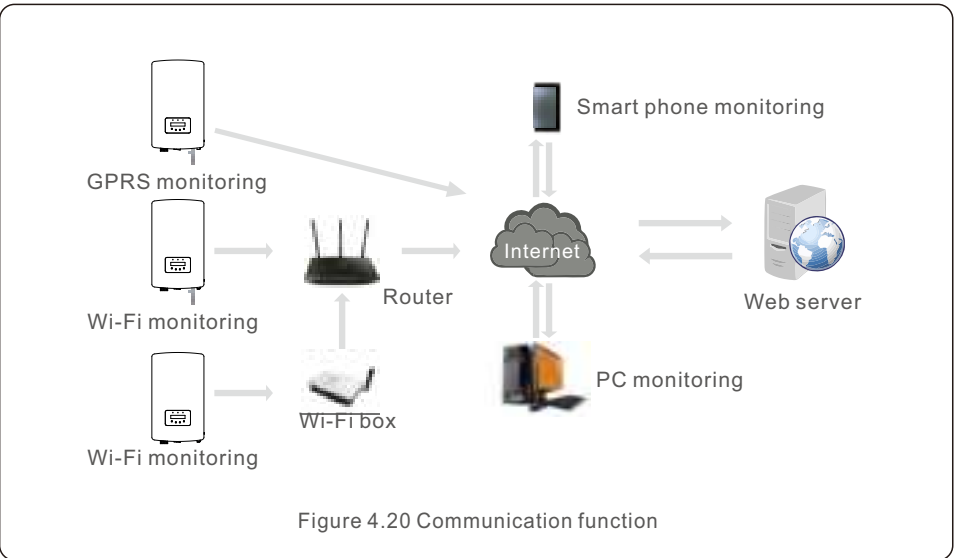 Smart phone monitoring
GPRS monitoring
Internet
Router
Web server
Wi-Fi monitoring
PC monitoring
Wi-Fi box
Wi-Fi monitoring
Figure 4.20 Communication function